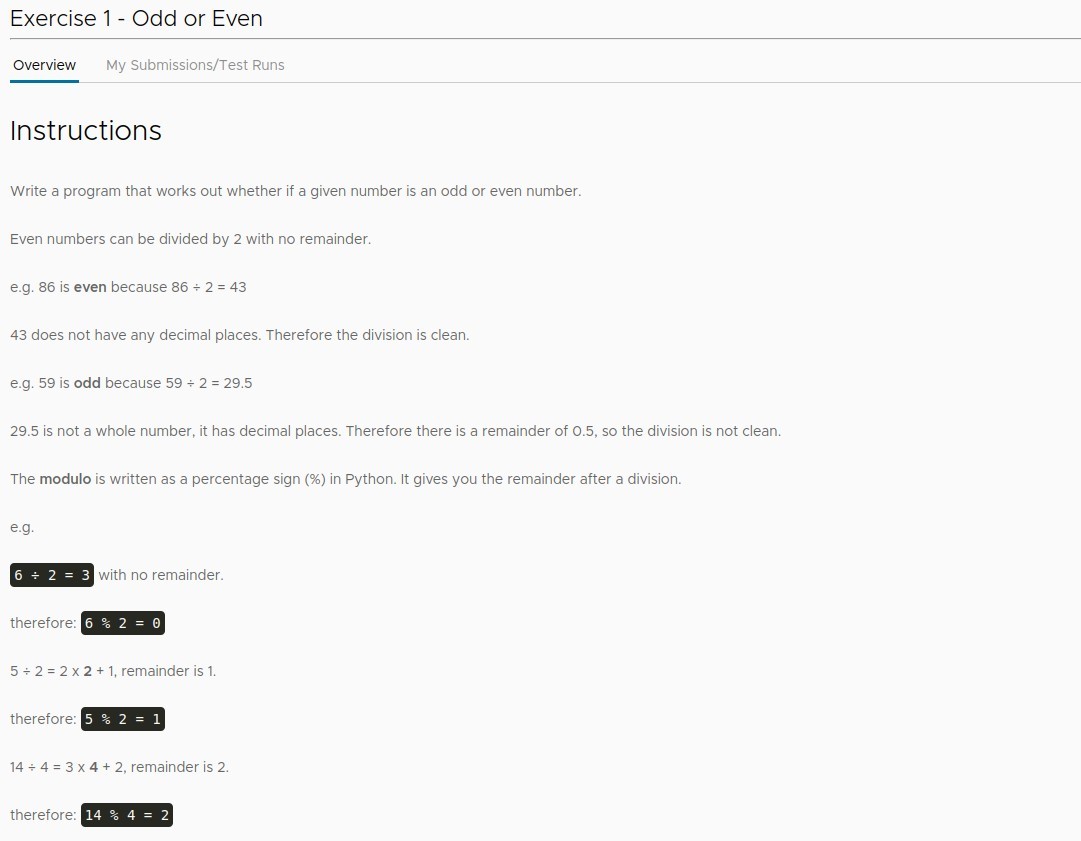 Exercise 1 - Odd or Even
Overview My Submissions/Test Runs
Instructions
Write a program that works out whether if a given number is an odd or even number.
Even numbers can be divided by 2 with no remainder.
e.g. 86 is even because 86 ÷ 2 = 43
43 does not have any decimal places. Therefore the division is clean.
e.g. 59 is odd because 59 ÷ 2 = 29.5
29.5 is not a whole number, it has decimal places. Therefore there is a remainder of 0.5, so the division is not clean.
The modulo is written as a percentage sign (%) in Python. It gives you the remainder after a division.
e.g.
6 ÷ 2 = 3 with no remainder.
therefore: 6 % 2 = 0
5 ÷ 2 = 2 x 2 + 1, remainder is 1.
therefore: 5 % 2 = 1
14 ÷ 4 = 3 x 4 + 2, remainder is 2.
therefore: 14 % 4 = 2